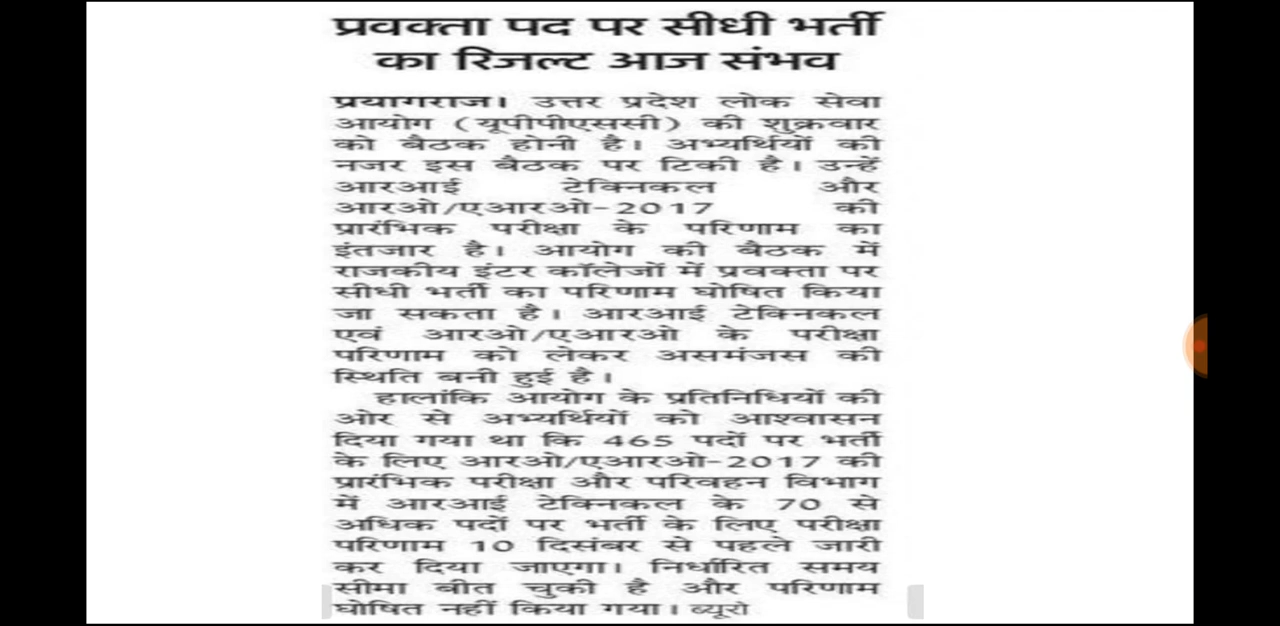 प्रवक्ता पद पर सीधी भर्ती
का रिजल्ट आज संभव
प्रयागराज। उत्तर प्रदेश लोक सेवा
आयोग (यूपीपीएससी) की शुक्रवार
को बैठक होनी है। अभ्यर्थियों की
नजर इस बैठक पर टिकी है। उन्हें
आरआई टेक्निकल और
आरओ/एआरओ-2017 की
प्रारंभिक परीक्षा के परिणाम का
इंतजार है। आयोग की बैठक में
राजकीय इंटर कॉलेजों में प्रवक्ता पर
सीधी भर्ती का परिणाम घोषित किया
जा सकता है। आरआई टेक्निकल
एवं आरओ/एआरओ के परीक्षा
परिणाम को लेकर असमंजस की
स्थिति बनी हुई है।
हालांकि आयोग के प्रतिनिधियों की
ओर से अभ्यर्थियों को आश्वासन
दिया गया था कि 465 पदों पर भर्ती
के लिए आरओ/एआरओ-2017 की
प्रारंभिक परीक्षा और परिवहन विभाग
में आरआई टेक्निकल के 70 से
अधिक पदों पर भर्ती के लिए परीक्षा
परिणाम 10 दिसंबर से पहले जारी
कर दिया जाएगा। निर्धारित समय
सीमा बीत चुकी है और परिणाम
घोषित नहीं किया गया। ब्यूरो